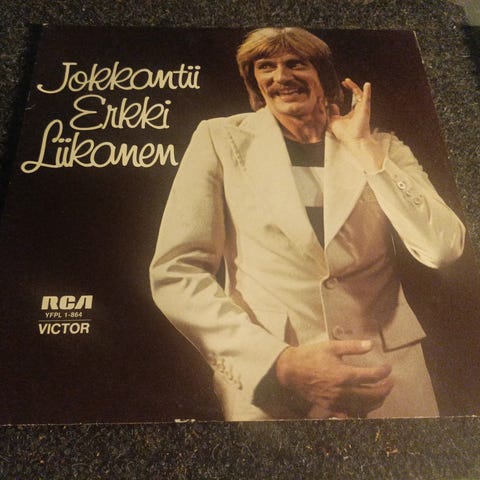 Jokkantii
Erkki
Liikanen
RCA
YFPL 1-864
VICTOR